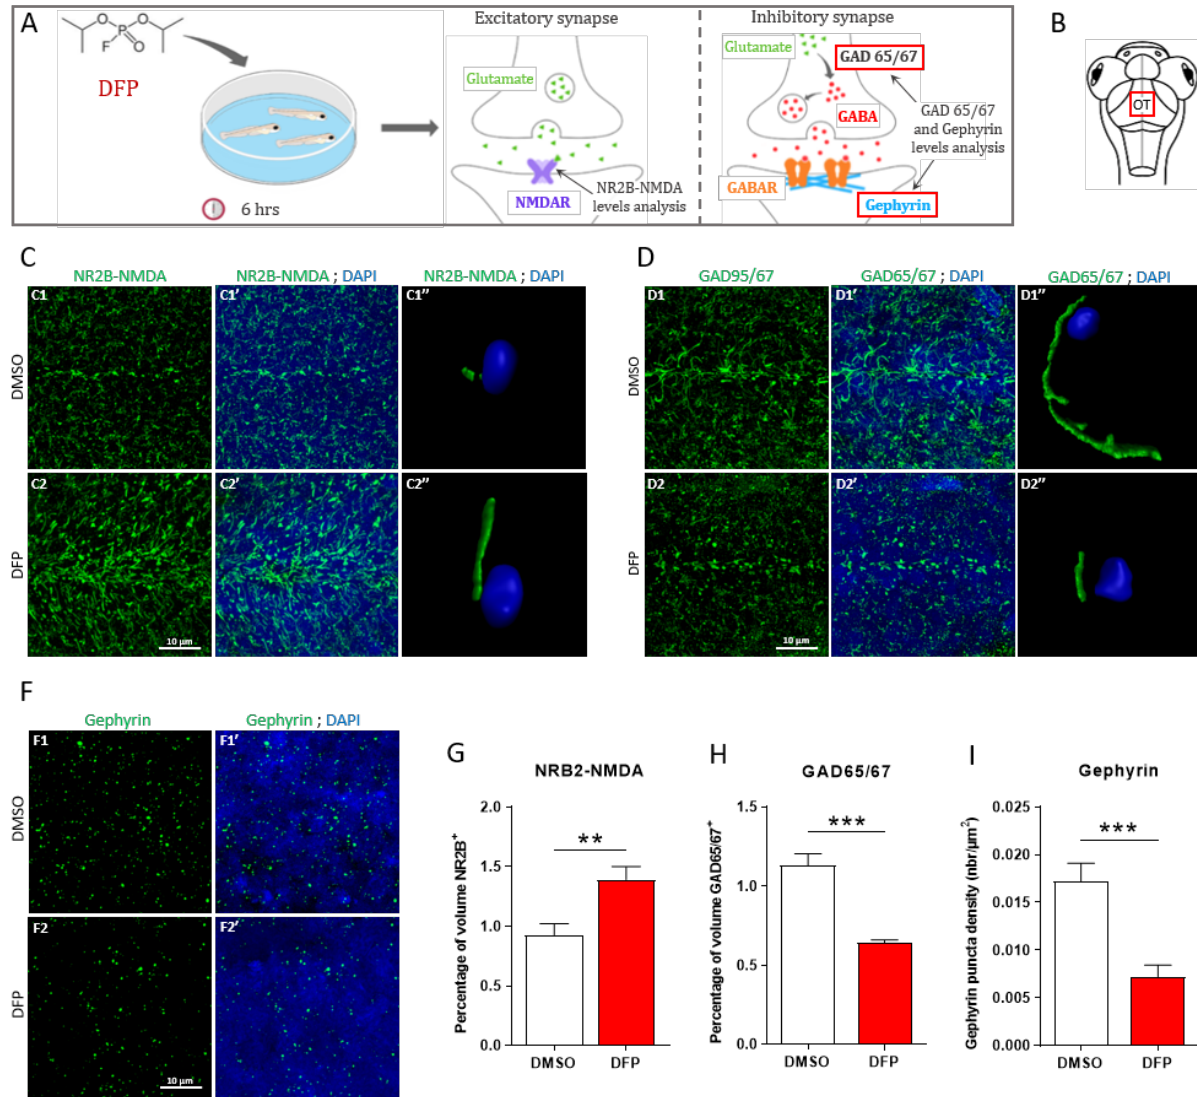 A
O O
P
F O
DFP
6 hrs
Excitatory synapse
Glutamate
NMDAR
NR2B-NMDA
levels analysis
Inhibitory synapse
Glutamate
GAD 65/67
GABA
GAD 65/67
and Gephyrin
levels analysis
GABAR
Gephyrin
B
OT
C
NR2B-NMDA
NR2B-NMDA ; DAPI
NR2B-NMDA ; DAPI
DMSO
C1
C1'
C1''
DFP
C2
C2'
C2''
10 µm
D
GAD95/67
GAD65/67 ; DAPI
GAD65/67 ; DAPI
DMSO
D1
D1'
D1''
DFP
D2
D2'
D2''
10 µm
F
Gephyrin
Gephyrin ; DAPI
DMSO
F1
F1'
DFP
F2
F2'
10 µm
G
NRB2-NMDA
Percentage of volume NR2B+
2.0
1.5
1.0
0.5
0.0
**
DMSO DFP
H
GAD65/67
Percentage of volume GAD65/67+
1.5
1.0
0.5
0.0
***
DMSO DFP
I
Gephyrin
Gephyrin puncta density (nbr/µm²)
0.025
0.020
0.015
0.010
0.005
0.000
***
DMSO DFP